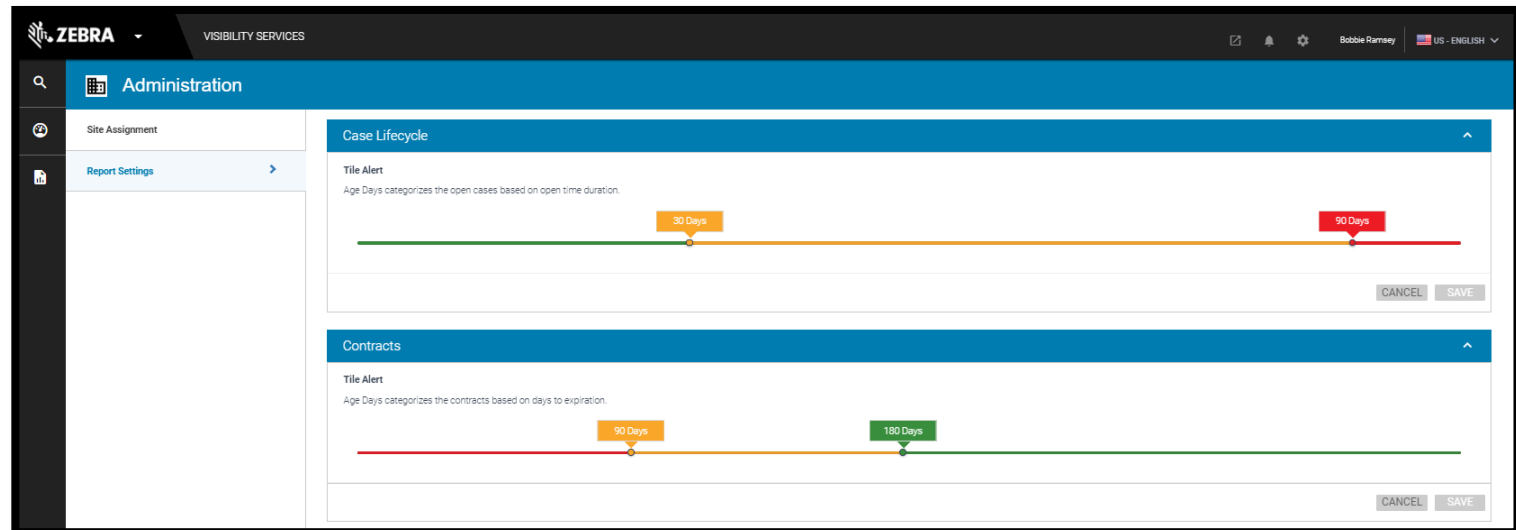 ZEBRA
VISIBILITY SERVICES
Bobbie Ramsey
US - ENGLISH
Administration
Site Assignment
Report Settings
Case Lifecycle
Tile Alert
Age Days categorizes the open cases based on open time duration.
30 Days
90 Days
CANCEL
SAVE
Contracts
Tile Alert
Age Days categorizes the contracts based on days to expiration.
90 Days
180 Days
CANCEL
SAVE